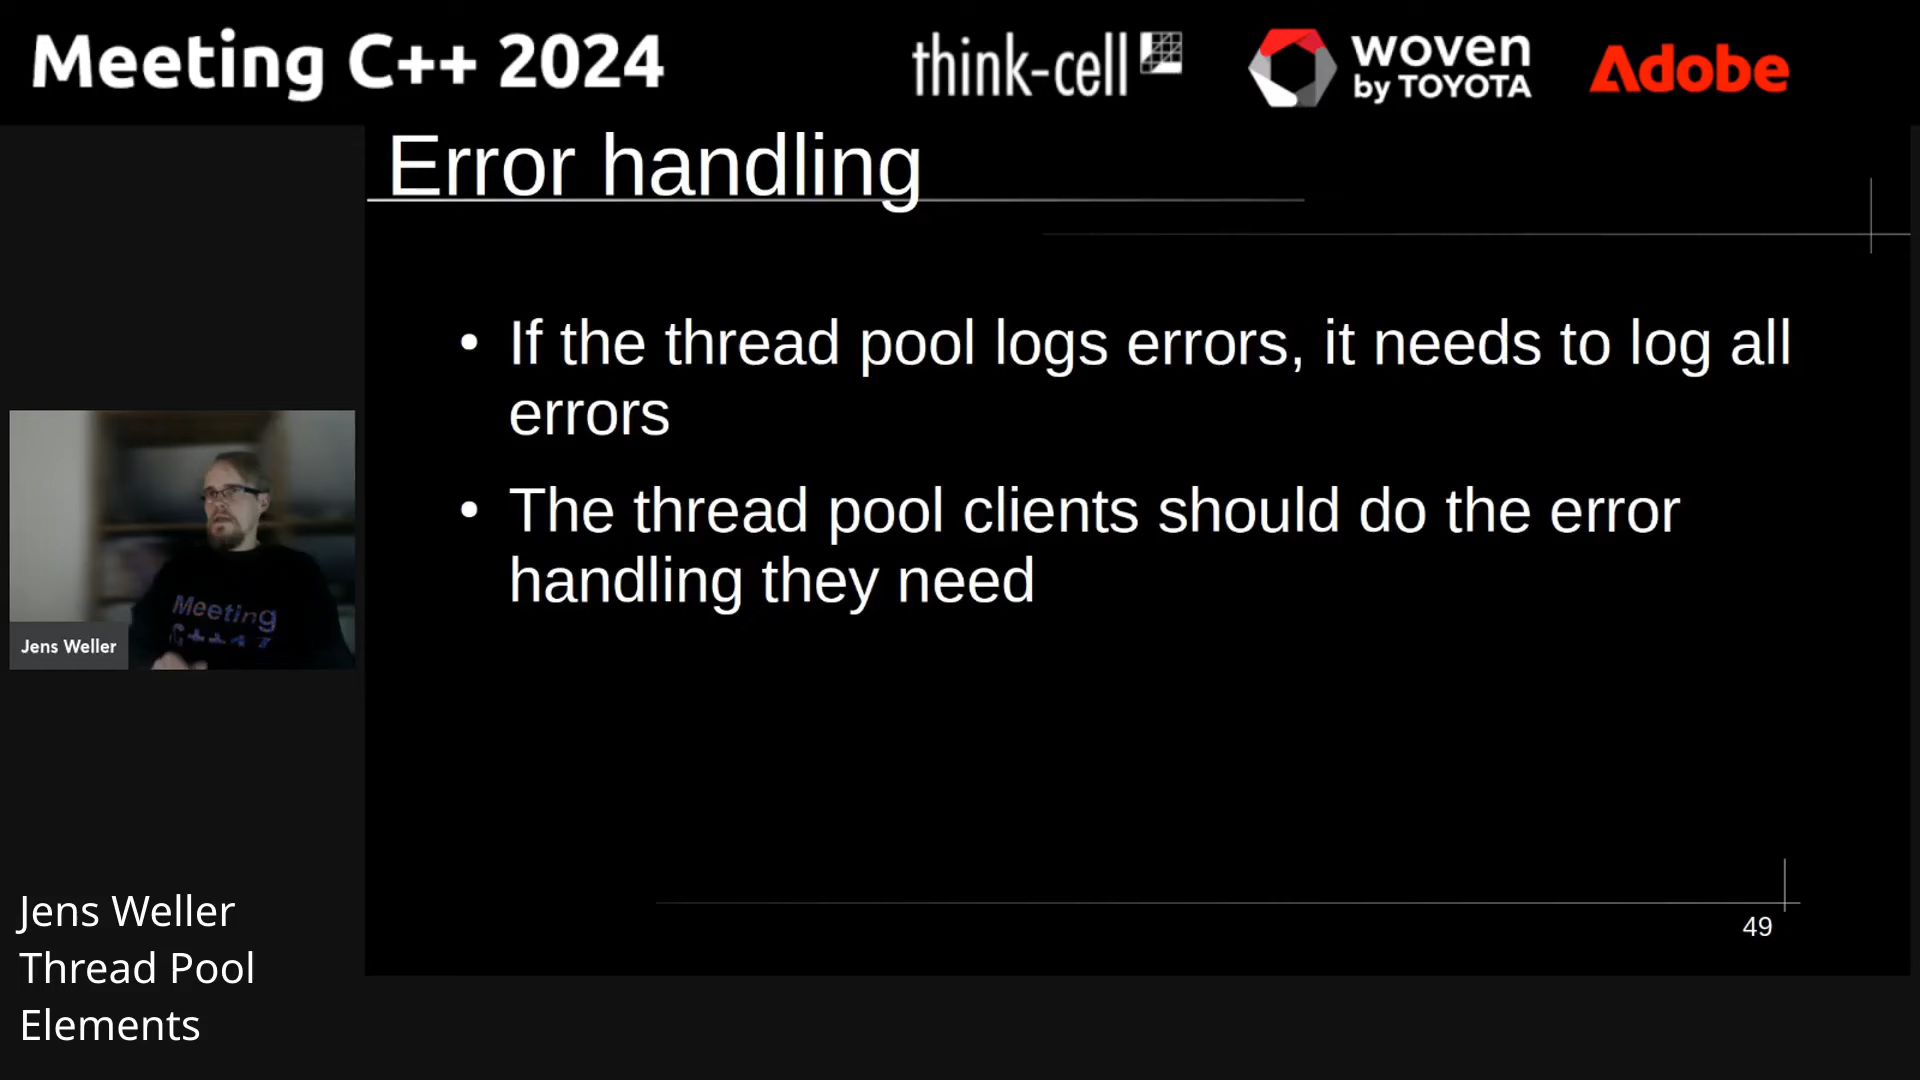 Meeting C++ 2024
think-cell
woven
by TOYOTA
Adobe
Error handling
• If the thread pool logs errors, it needs to log all
errors
• The thread pool clients should do the error
handling they need
Meeting
Jens Weller
49
Jens Weller
Thread Pool
Elements